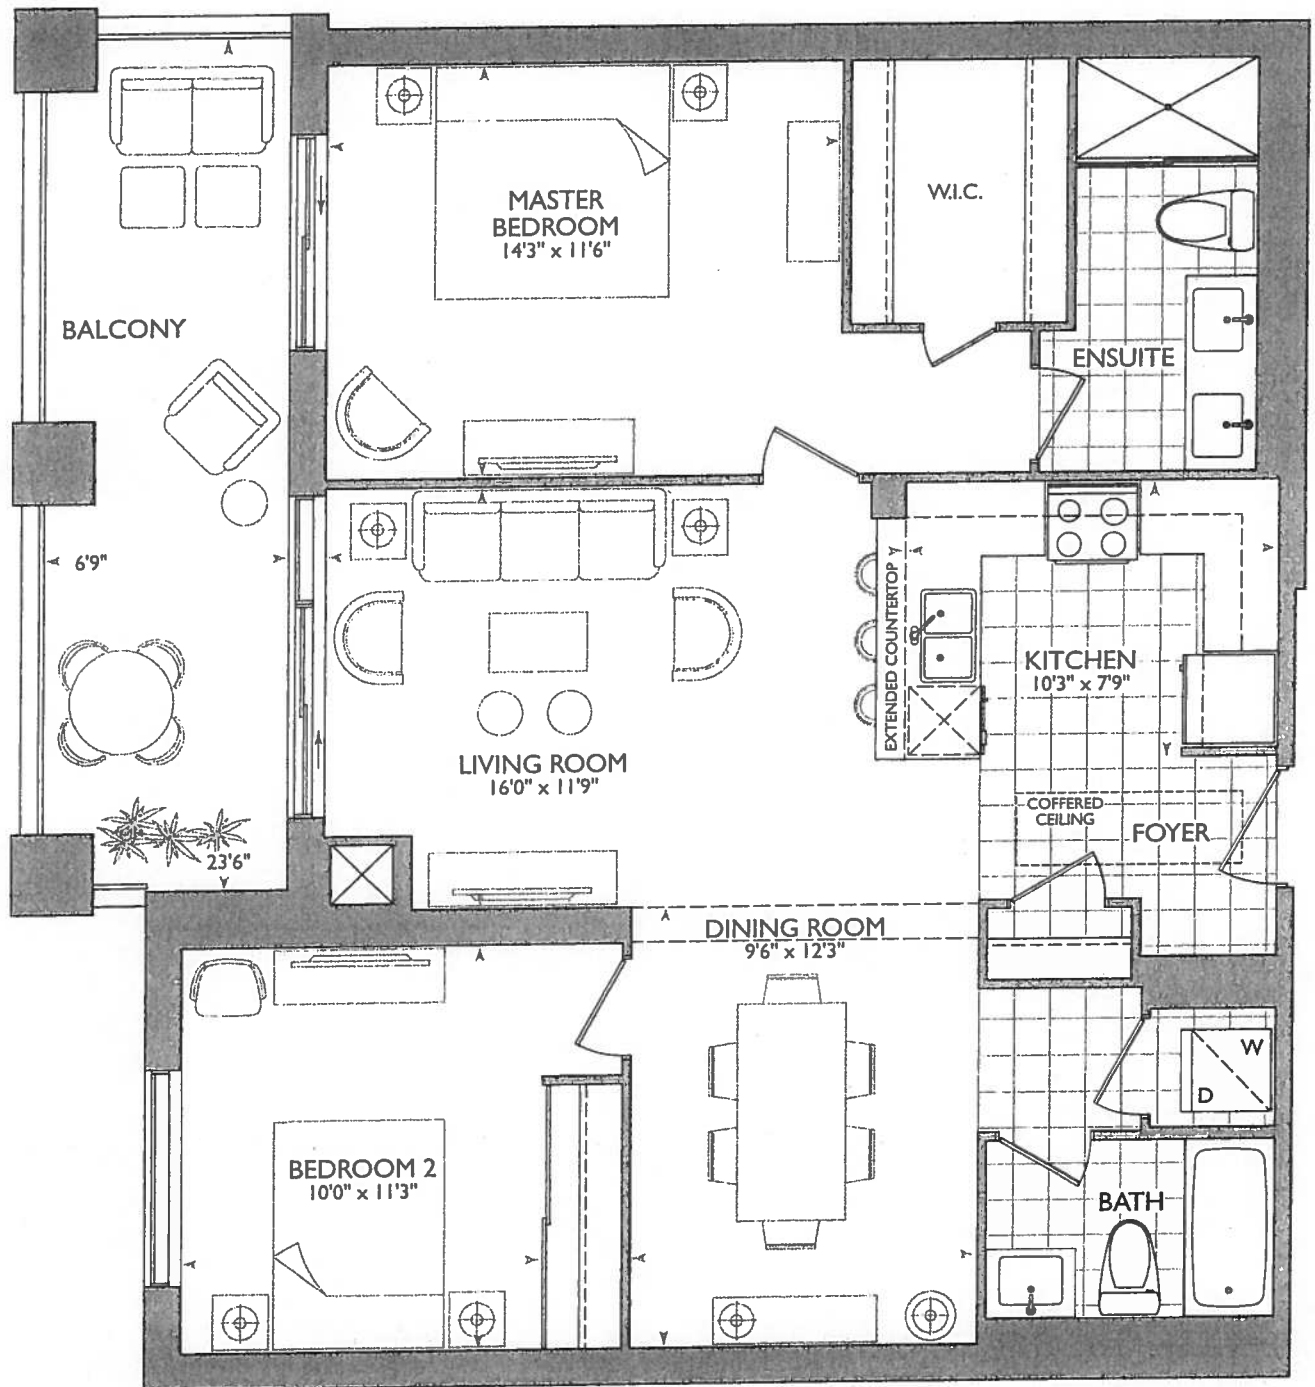 MASTER
BEDROOM
14'3" x 11'6"
W.I.C.
BALCONY
ENSUITE
6'9"
EXTENDED COUNTERTOP
KITCHEN
10'3" x 7'9"
LIVING ROOM
16'0" x 11'9"
COFFERED
CEILING
FOYER
23'6"
DINING ROOM
9'6" x 12'3"
W
D
BEDROOM 2
10'0" x 11'3"
BATH